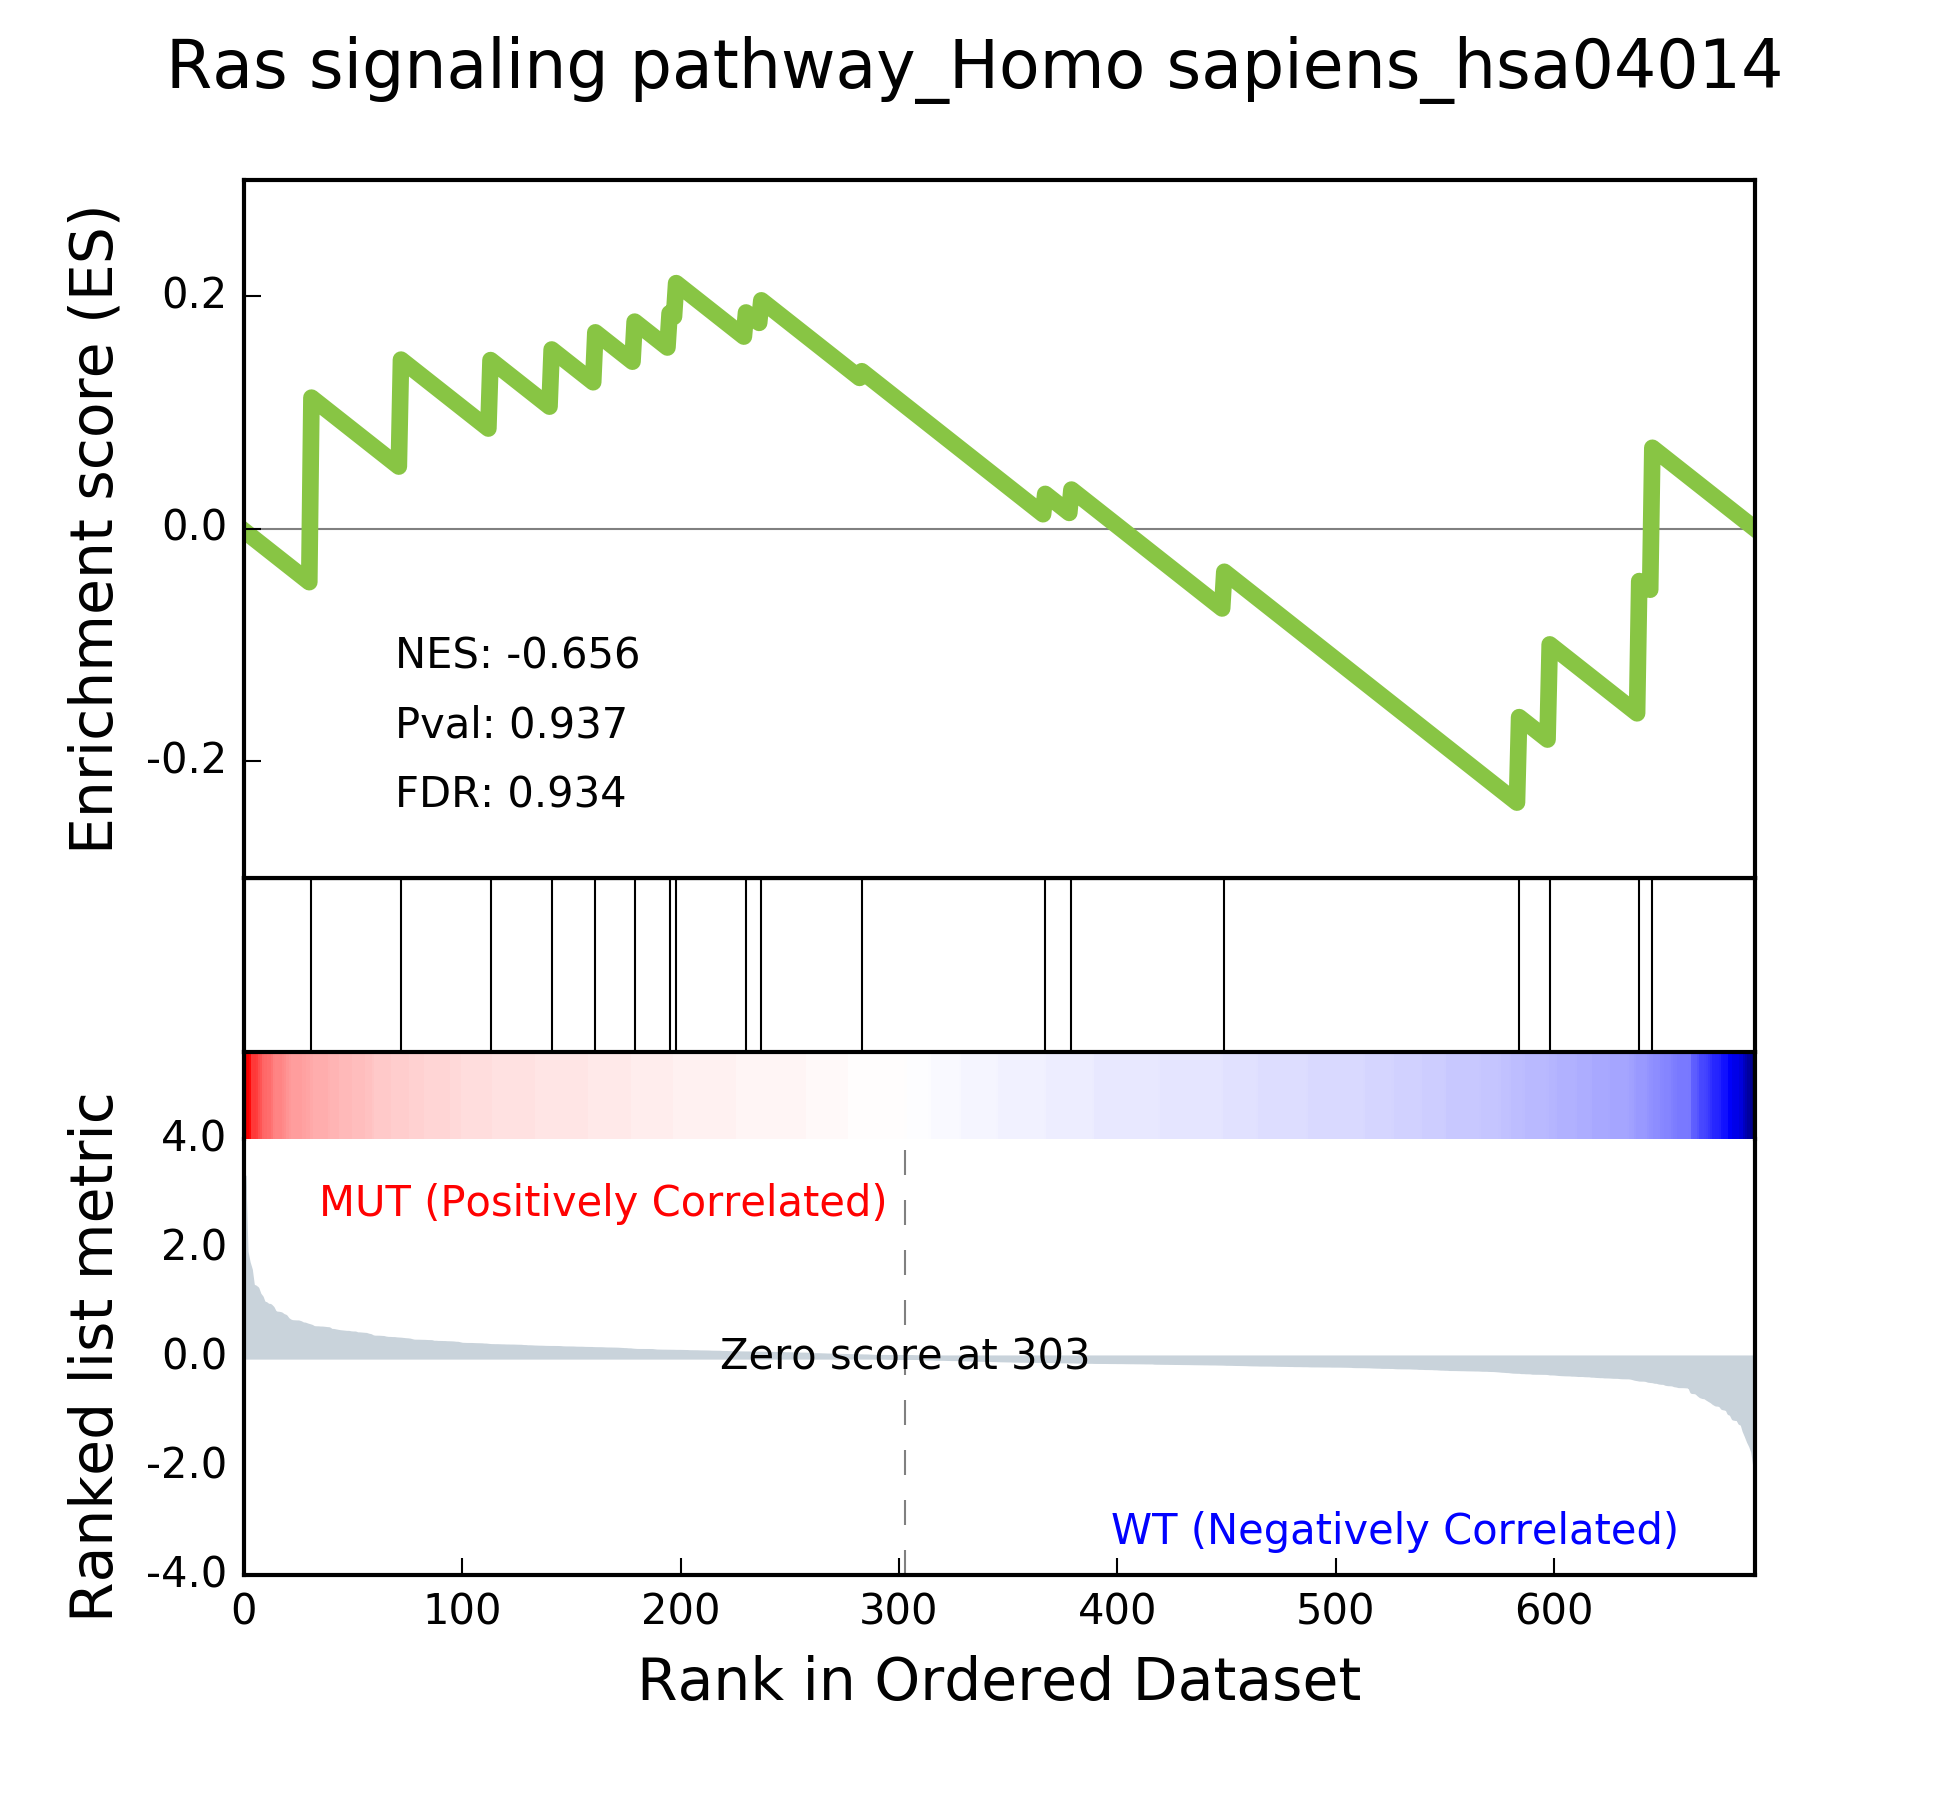 Ras signaling pathway_Homo sapiens_hsa04014
Enrichment score (ES)
0.2
0.0
-0.2
NES: -0.656
Pval: 0.937
FDR: 0.934
Ranked list metric
4.0
2.0
0.0
-2.0
-4.0
MUT (Positively Correlated)
Zero score at 303
WT (Negatively Correlated)
0 100 200 300 400 500 600
Rank in Ordered Dataset